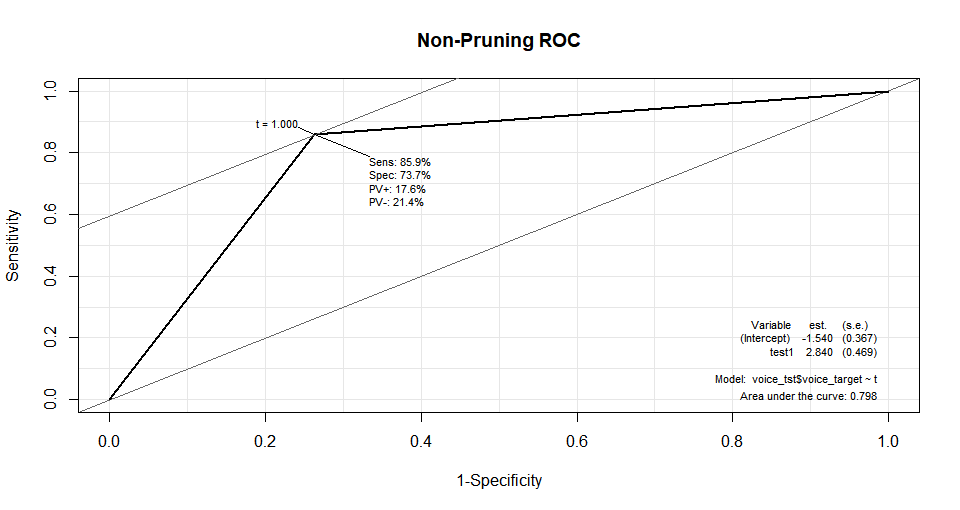 Non-Pruning ROC
1.0
0.8
0.6
0.4
0.2
0.0
Sensitivity
t = 1.000
Sens: 85.9%
Spec: 73.7%
PV+: 17.6%
PV-: 21.4%
Variable est. (s.e.)
(Intercept) -1.540 (0.367)
test1 2.840 (0.469)
Model: voice_tst$voice_target ~ t
Area under the curve: 0.798
0.0 0.2 0.4 0.6 0.8 1.0
1-Specificity